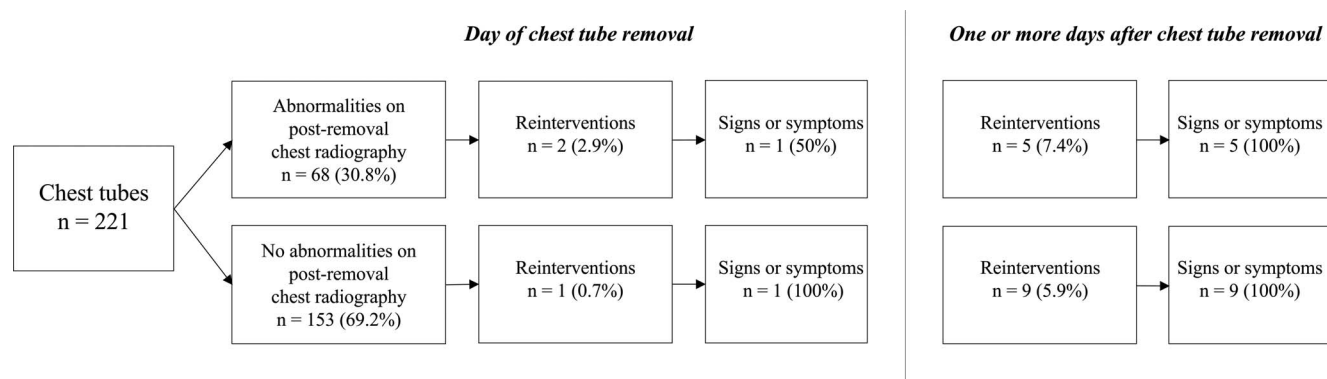 Day of chest tube removal
One or more days after chest tube removal
Chest tubes
n = 221
Abnormalities on
post-removal
chest radiography
n = 68 (30.8%)
Reinterventions
n = 2 (2.9%)
Signs or symptoms
n = 1 (50%)
Reinterventions
n = 5 (7.4%)
Signs or symptoms
n = 5 (100%)
No abnormalities on
post-removal
chest radiography
n = 153 (69.2%)
Reinterventions
n = 1 (0.7%)
Signs or symptoms
n = 1 (100%)
Reinterventions
n = 9 (5.9%)
Signs or symptoms
n = 9 (100%)